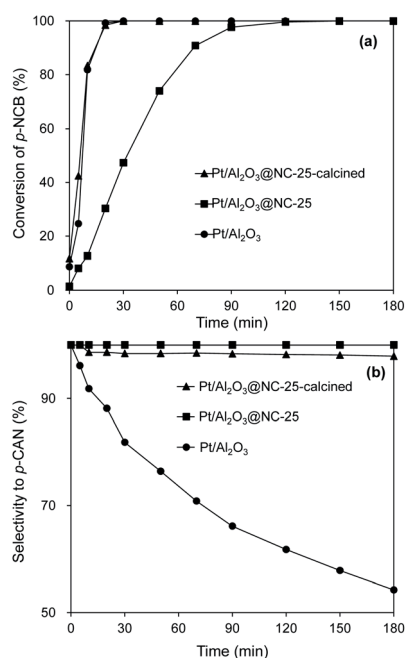 100
80
60
40
20
0
Conversion of p-NCB (%)
(a)
Pt/Al₂O₃@NC-25-calcined
Pt/Al₂O₃@NC-25
Pt/Al₂O₃
0 30 60 90 120 150 180
Time (min)
90
70
50
Selectivity to p-CAN (%)
(b)
Pt/Al₂O₃@NC-25-calcined
Pt/Al₂O₃@NC-25
Pt/Al₂O₃
0 30 60 90 120 150 180
Time (min)